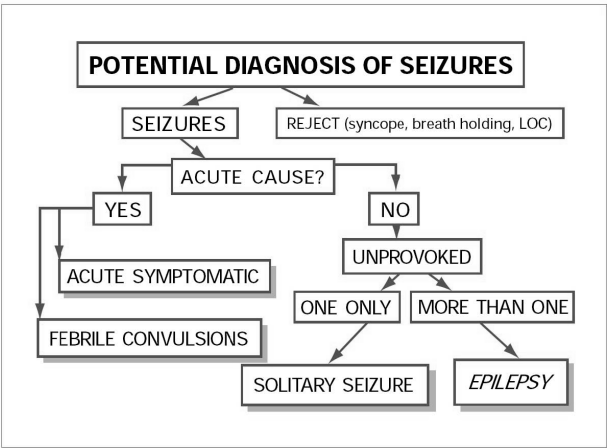 POTENTIAL DIAGNOSIS OF SEIZURES
SEIZURES
REJECT (syncope, breath holding, LOC)
ACUTE CAUSE?
YES
NO
UNPROVOKED
ACUTE SYMPTOMATIC
ONE ONLY
MORE THAN ONE
FEBRILE CONVULSIONS
SOLITARY SEIZURE
EPILEPSY